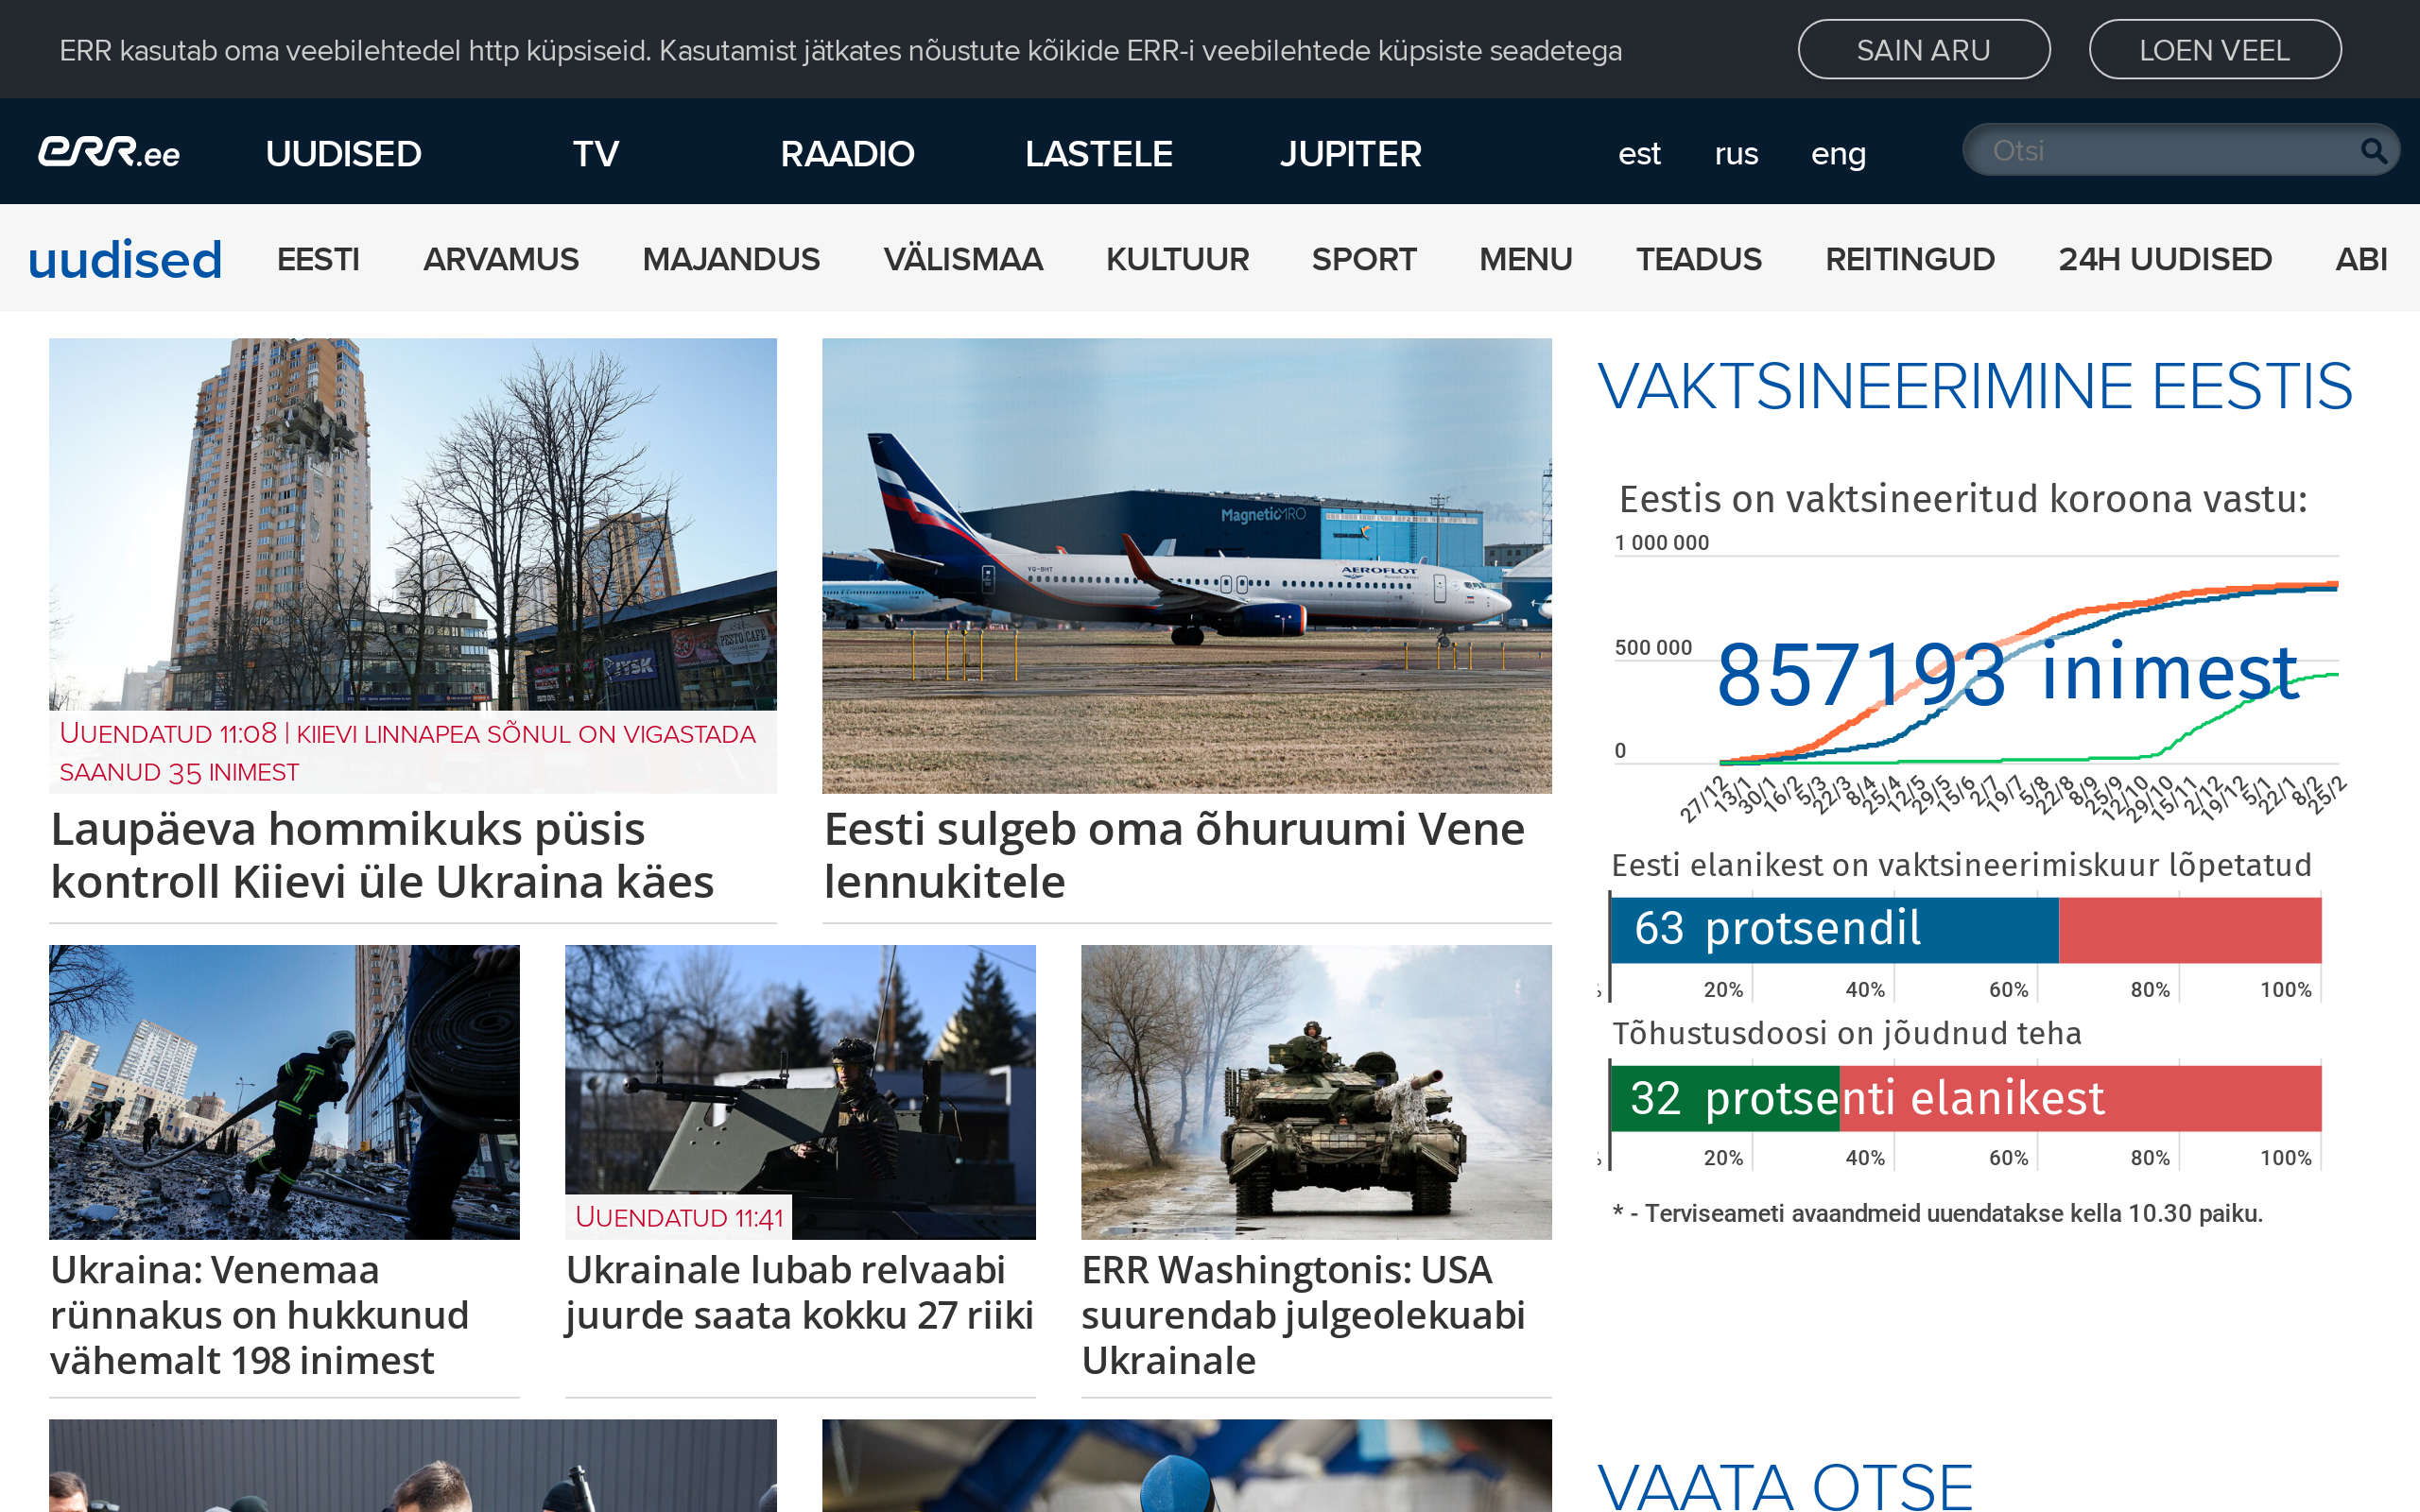 ERR kasutab oma veebilehtedel http küpsiseid. Kasutamist jätkates nõustute kõikide ERR-i veebilehtede küpsiste seadetega
SAIN ARU
LOEN VEEL
err.ee
UUDISED
TV
RAADIO
LASTELE
JUPITER
est
rus
eng
Otsi
uudised
EESTI
ARVAMUS
MAJANDUS
VÄLISMAA
KULTUUR
SPORT
MENU
TEADUS
REITINGUD
24H UUDISED
ABI
PESTO CAFE
JYSK
UUENDATUD 11:08 | KIIEVI LINNAPEA SÕNUL ON VIGASTADA
SAANUD 35 INIMEST
Laupäeva hommikuks püsis
kontroll Kiievi üle Ukraina käes
MagneticMRO
VQ-BHT
AEROFLOT
Eesti sulgeb oma õhuruumi Vene
lennukitele
Ukraina: Venemaa
rünnakus on hukkunud
vähemalt 198 inimest
UUENDATUD 11:41
Ukrainale lubab relvaabi
juurde saata kokku 27 riiki
ERR Washingtonis: USA
suurendab julgeolekuabi
Ukrainale
VAKTSINEERIMINE EESTIS
Eestis on vaktsineeritud koroona vastu:
1 000 000
500 000
857193 inimest
0
27/12 13/1 30/1 16/2 5/3 22/3 8/4 25/4 12/5 29/5 15/6 2/7 19/7 5/8 22/8 8/9 25/9 12/10 29/10 15/11 2/12 19/12 5/1 22/1 8/2 25/2
Eesti elanikest on vaktsineerimiskuur lõpetatud
63 protsendil
20% 40% 60% 80% 100%
Tõhustusdoosi on jõudnud teha
32 protsenti elanikest
20% 40% 60% 80% 100%
* - Terviseameti avaandmeid uuendatakse kella 10.30 paiku.
VAATA OTSE